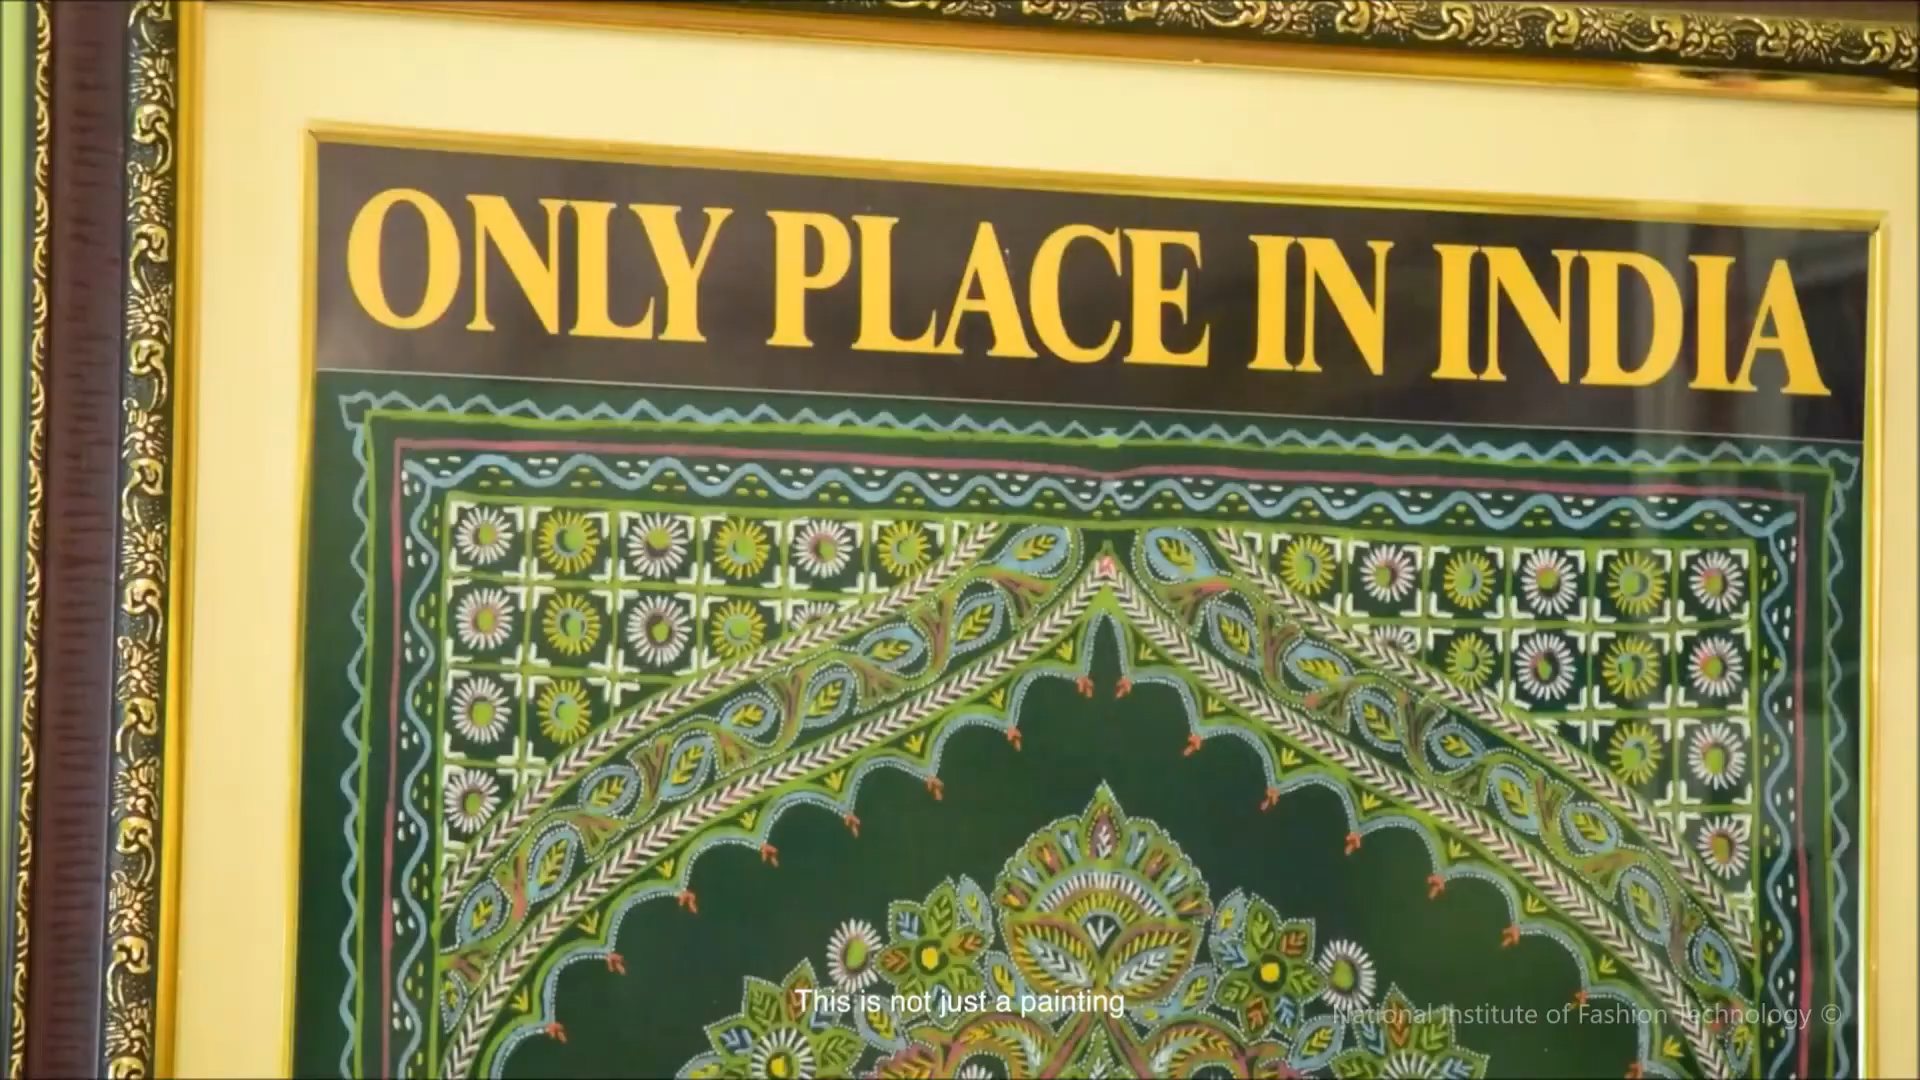 ONLY PLACE IN INDIA
This is not just a painting
National Institute of Fashion Technology ©